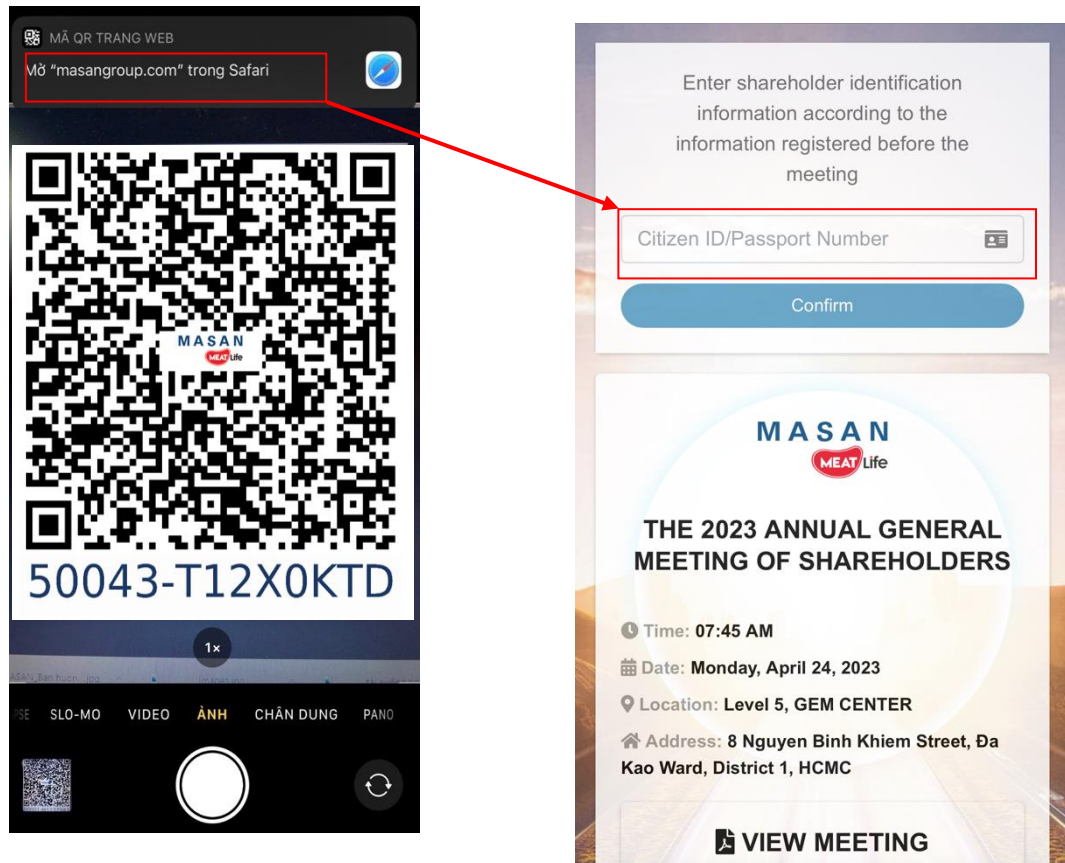 MÃ QR TRANG WEB
Mở “masangroup.com” trong Safari
MASAN
MEAT Life
50043-T12X0KTD
1x
SLO-MO VIDEO ẢNH CHÂN DUNG PANO
Enter shareholder identification
information according to the
information registered before the
meeting
Citizen ID/Passport Number
Confirm
MASAN
MEAT Life
THE 2023 ANNUAL GENERAL
MEETING OF SHAREHOLDERS
Time: 07:45 AM
Date: Monday, April 24, 2023
Location: Level 5, GEM CENTER
Address: 8 Nguyen Binh Khiem Street, Đa
Kao Ward, District 1, HCMC
VIEW MEETING